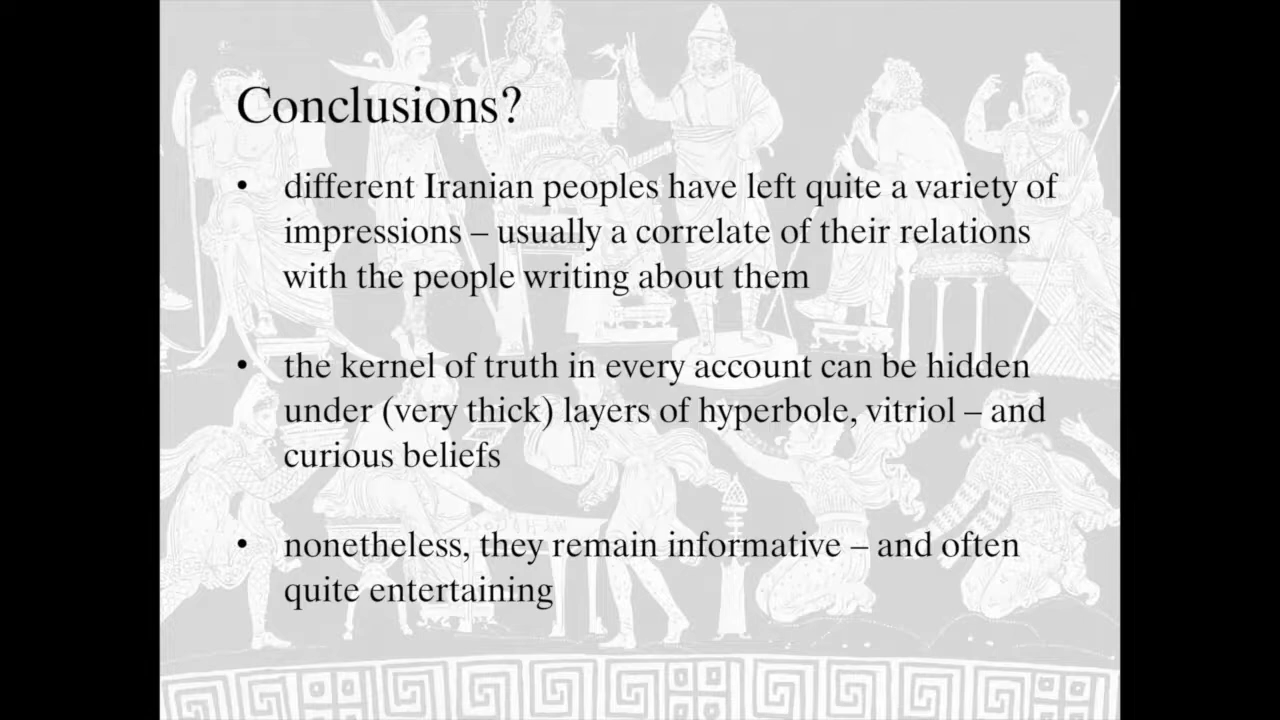 Conclusions?
• different Iranian peoples have left quite a variety of
impressions – usually a correlate of their relations
with the people writing about them
• the kernel of truth in every account can be hidden
under (very thick) layers of hyperbole, vitriol – and
curious beliefs
• nonetheless, they remain informative – and often
quite entertaining